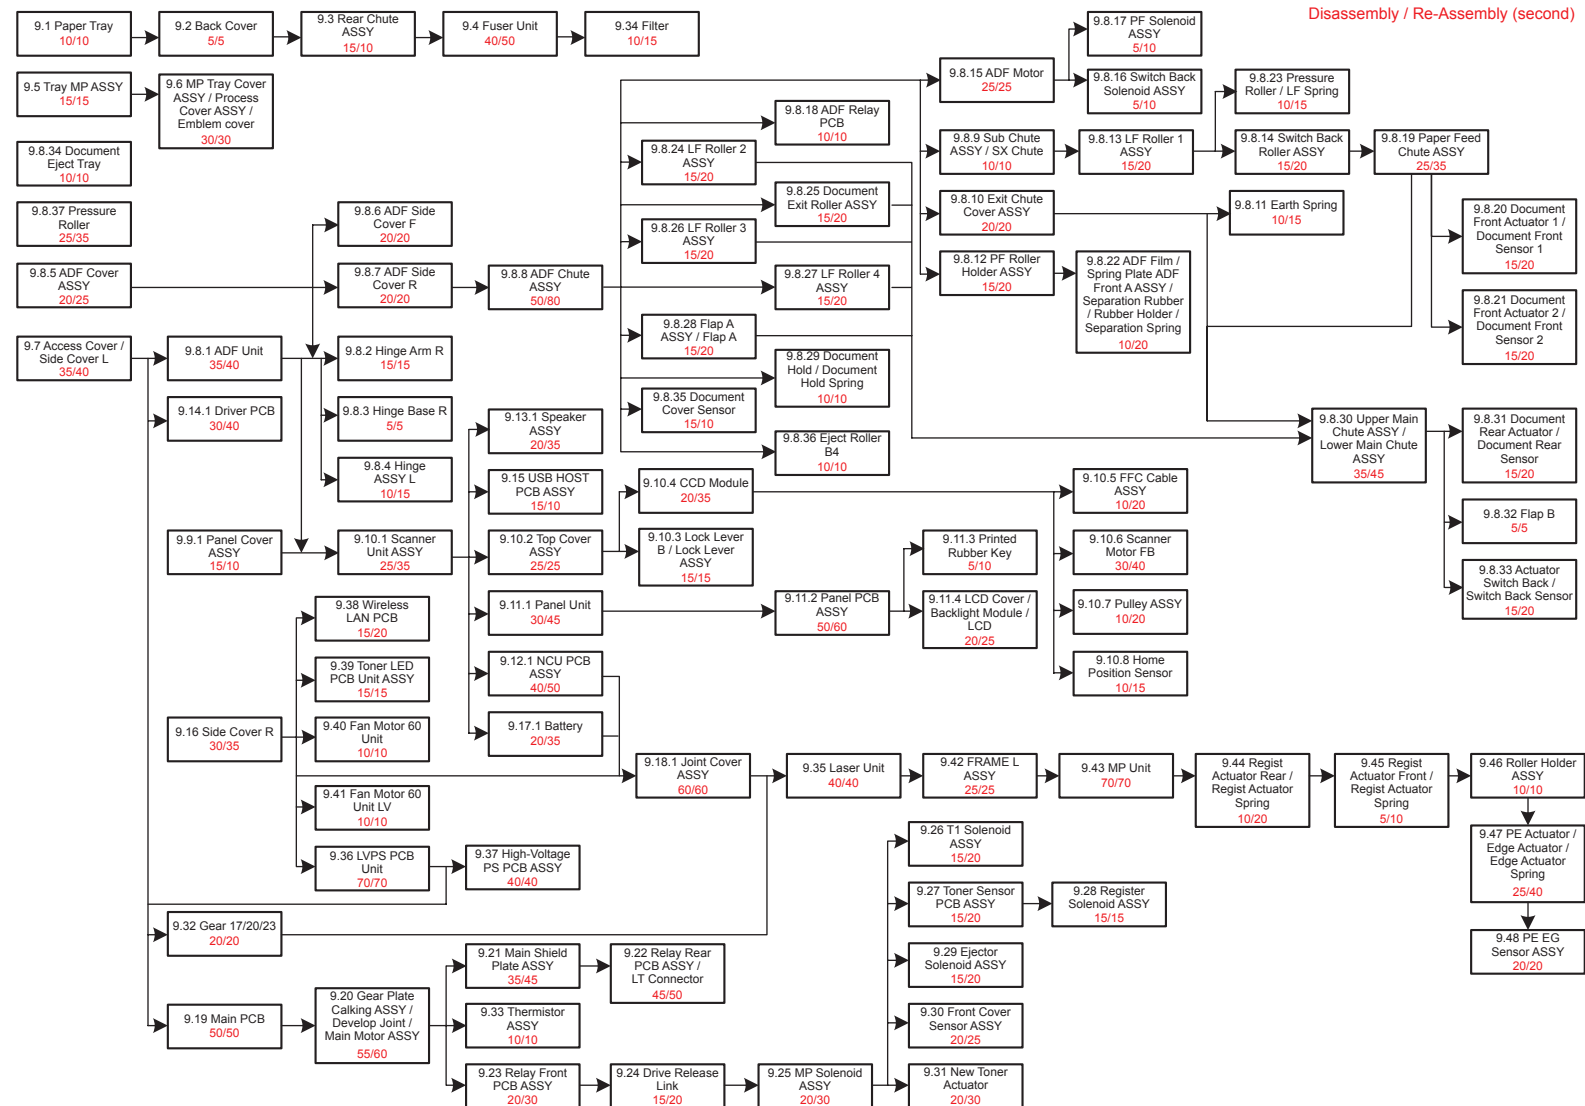 Disassembly / Re-Assembly (second)
9.1 Paper Tray
10/10
9.2 Back Cover
5/5
9.3 Rear Chute
ASSY
15/10
9.4 Fuser Unit
40/50
9.34 Filter
10/15
9.5 Tray MP ASSY
15/15
9.6 MP Tray Cover
ASSY / Process
Cover ASSY /
Emblem cover
30/30
9.8.34 Document
Eject Tray
10/10
9.8.37 Pressure
Roller
25/35
9.8.5 ADF Cover
ASSY
20/25
9.7 Access Cover /
Side Cover L
35/40
9.8.6 ADF Side
Cover F
20/20
9.8.7 ADF Side
Cover R
20/20
9.8.8 ADF Chute
ASSY
50/80
9.8.1 ADF Unit
35/40
9.8.2 Hinge Arm R
15/15
9.14.1 Driver PCB
30/40
9.8.3 Hinge Base R
5/5
9.8.4 Hinge
ASSY L
10/15
9.9.1 Panel Cover
ASSY
15/10
9.10.1 Scanner
Unit ASSY
25/35
9.8.18 ADF Relay
PCB
10/10
9.8.24 LF Roller 2
ASSY
15/20
9.8.25 Document
Exit Roller ASSY
15/20
9.8.26 LF Roller 3
ASSY
15/20
9.8.27 LF Roller 4
ASSY
15/20
9.8.28 Flap A
ASSY / Flap A
15/20
9.8.29 Document
Hold / Document
Hold Spring
10/10
9.8.35 Document
Cover Sensor
15/10
9.8.36 Eject Roller
B4
10/10
9.8.15 ADF Motor
25/25
9.8.17 PF Solenoid
ASSY
5/10
9.8.16 Switch Back
Solenoid ASSY
5/10
9.8.9 Sub Chute
ASSY / SX Chute
10/10
9.8.13 LF Roller 1
ASSY
15/20
9.8.23 Pressure
Roller / LF Spring
10/15
9.8.14 Switch Back
Roller ASSY
15/20
9.8.19 Paper Feed
Chute ASSY
25/35
9.8.10 Exit Chute
Cover ASSY
20/20
9.8.11 Earth Spring
10/15
9.8.12 PF Roller
Holder ASSY
15/20
9.8.22 ADF Film /
Spring Plate ADF
Front A ASSY /
Separation Rubber
/ Rubber Holder /
Separation Spring
10/20
9.8.20 Document
Front Actuator 1 /
Document Front
Sensor 1
15/20
9.8.21 Document
Front Actuator 2 /
Document Front
Sensor 2
15/20
9.8.30 Upper Main
Chute ASSY /
Lower Main Chute
ASSY
35/45
9.8.31 Document
Rear Actuator /
Document Rear
Sensor
15/20
9.8.32 Flap B
5/5
9.8.33 Actuator
Switch Back /
Switch Back Sensor
15/20
9.13.1 Speaker
ASSY
20/35
9.15 USB HOST
PCB ASSY
15/10
9.10.2 Top Cover
ASSY
25/25
9.10.4 CCD Module
20/35
9.10.3 Lock Lever
B / Lock Lever
ASSY
15/15
9.10.5 FFC Cable
ASSY
10/20
9.10.6 Scanner
Motor FB
30/40
9.10.7 Pulley ASSY
10/20
9.10.8 Home
Position Sensor
10/15
9.11.1 Panel Unit
30/45
9.11.2 Panel PCB
ASSY
50/60
9.11.3 Printed
Rubber Key
5/10
9.11.4 LCD Cover /
Backlight Module /
LCD
20/25
9.12.1 NCU PCB
ASSY
40/50
9.17.1 Battery
20/35
9.38 Wireless
LAN PCB
15/20
9.39 Toner LED
PCB Unit ASSY
15/15
9.16 Side Cover R
30/35
9.40 Fan Motor 60
Unit
10/10
9.41 Fan Motor 60
Unit LV
10/10
9.36 LVPS PCB
Unit
70/70
9.37 High-Voltage
PS PCB ASSY
40/40
9.18.1 Joint Cover
ASSY
60/60
9.35 Laser Unit
40/40
9.42 FRAME L
ASSY
25/25
9.43 MP Unit
70/70
9.44 Regist
Actuator Rear /
Regist Actuator
Spring
10/20
9.45 Regist
Actuator Front /
Regist Actuator
Spring
5/10
9.46 Roller Holder
ASSY
10/10
9.47 PE Actuator /
Edge Actuator /
Edge Actuator
Spring
25/40
9.48 PE EG
Sensor ASSY
20/20
9.32 Gear 17/20/23
20/20
9.19 Main PCB
50/50
9.20 Gear Plate
Calking ASSY /
Develop Joint /
Main Motor ASSY
55/60
9.21 Main Shield
Plate ASSY
35/45
9.22 Relay Rear
PCB ASSY /
LT Connector
45/50
9.33 Thermistor
ASSY
10/10
9.23 Relay Front
PCB ASSY
20/30
9.24 Drive Release
Link
15/20
9.25 MP Solenoid
ASSY
20/30
9.26 T1 Solenoid
ASSY
15/20
9.27 Toner Sensor
PCB ASSY
15/20
9.28 Register
Solenoid ASSY
15/15
9.29 Ejector
Solenoid ASSY
15/20
9.30 Front Cover
Sensor ASSY
20/25
9.31 New Toner
Actuator
20/30